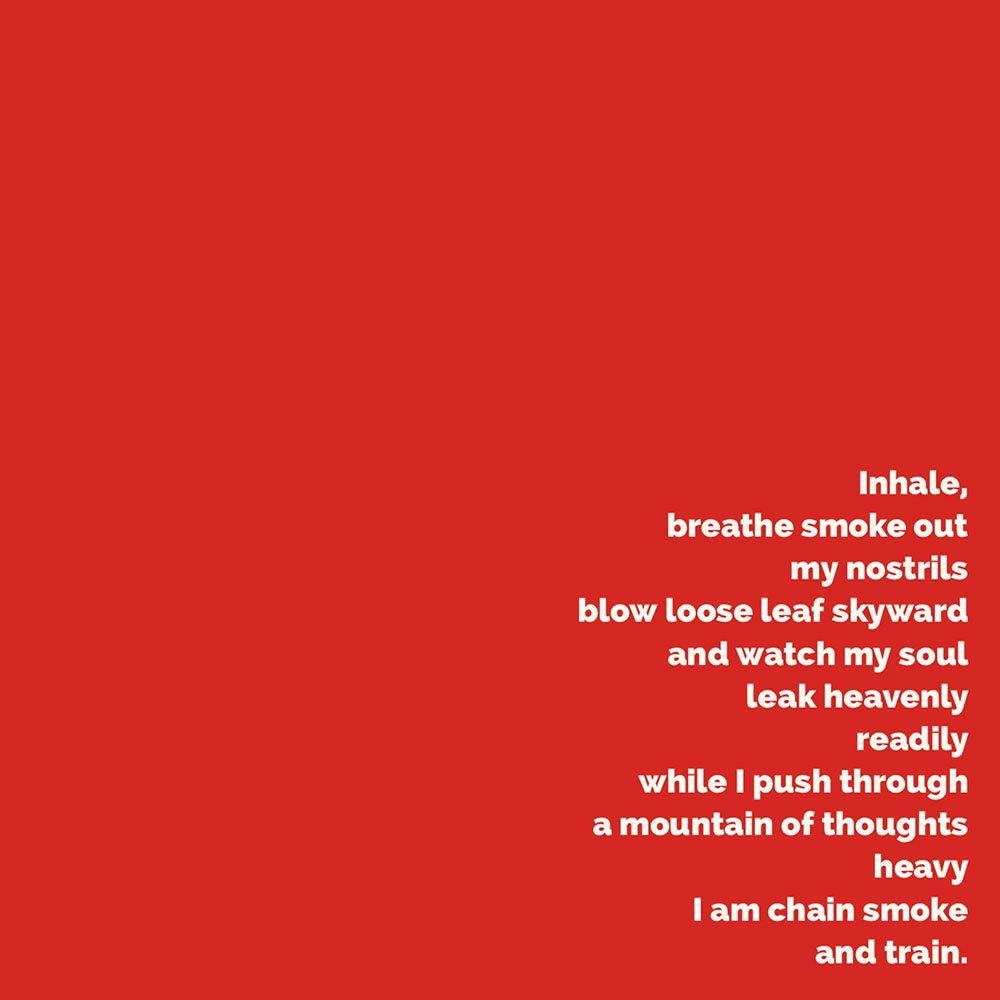 Inhale,
breathe smoke out
my nostrils
blow loose leaf skyward
and watch my soul
leak heavenly
readily
while I push through
a mountain of thoughts
heavy
I am chain smoke
and train.